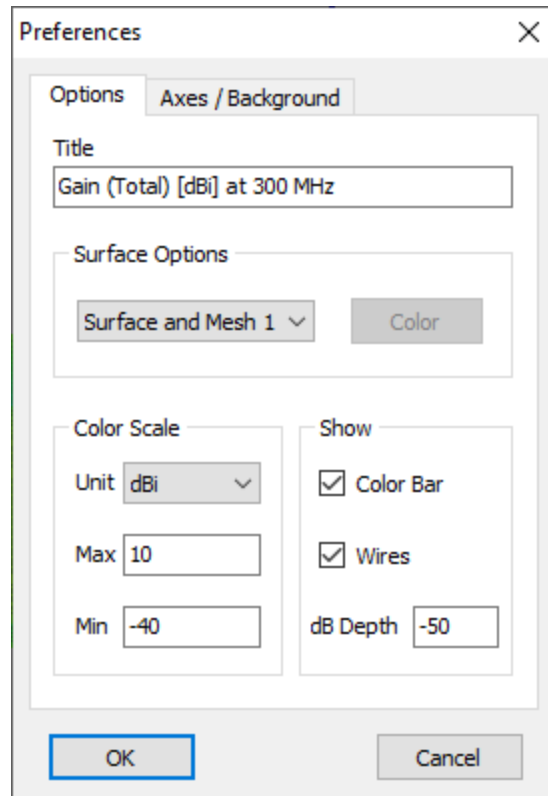 Preferences
Options Axes / Background
Title
Gain (Total) [dBi] at 300 MHz
Surface Options
Surface and Mesh 1 Color
Color Scale
Unit dBi
Max 10
Min -40
Show
Color Bar
Wires
dB Depth -50
OK Cancel